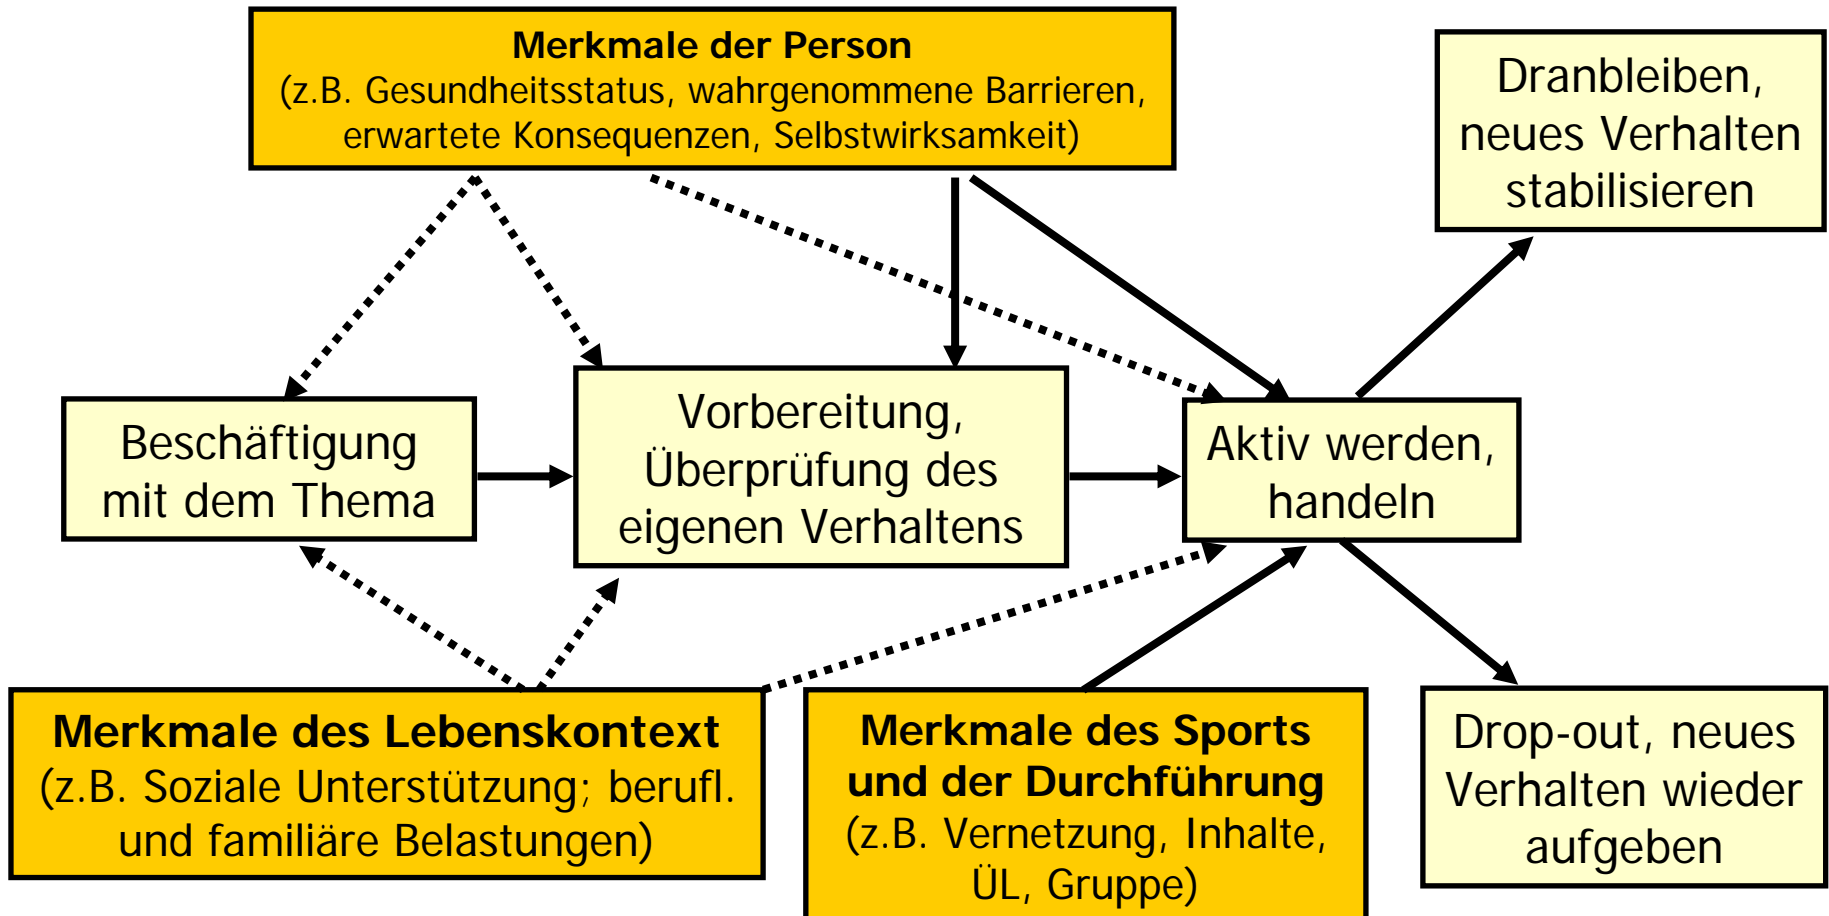 Merkmale der Person
(z.B. Gesundheitsstatus, wahrgenommene Barrieren,
erwartete Konsequenzen, Selbstwirksamkeit)
Dranbleiben,
neues Verhalten
stabilisieren
Beschäftigung
mit dem Thema
Vorbereitung,
Überprüfung des
eigenen Verhaltens
Aktiv werden,
handeln
Merkmale des Lebenskontext
(z.B. Soziale Unterstützung; berufl.
und familiäre Belastungen)
Merkmale des Sports
und der Durchführung
(z.B. Vernetzung, Inhalte,
ÜL, Gruppe)
Drop-out, neues
Verhalten wieder
aufgeben